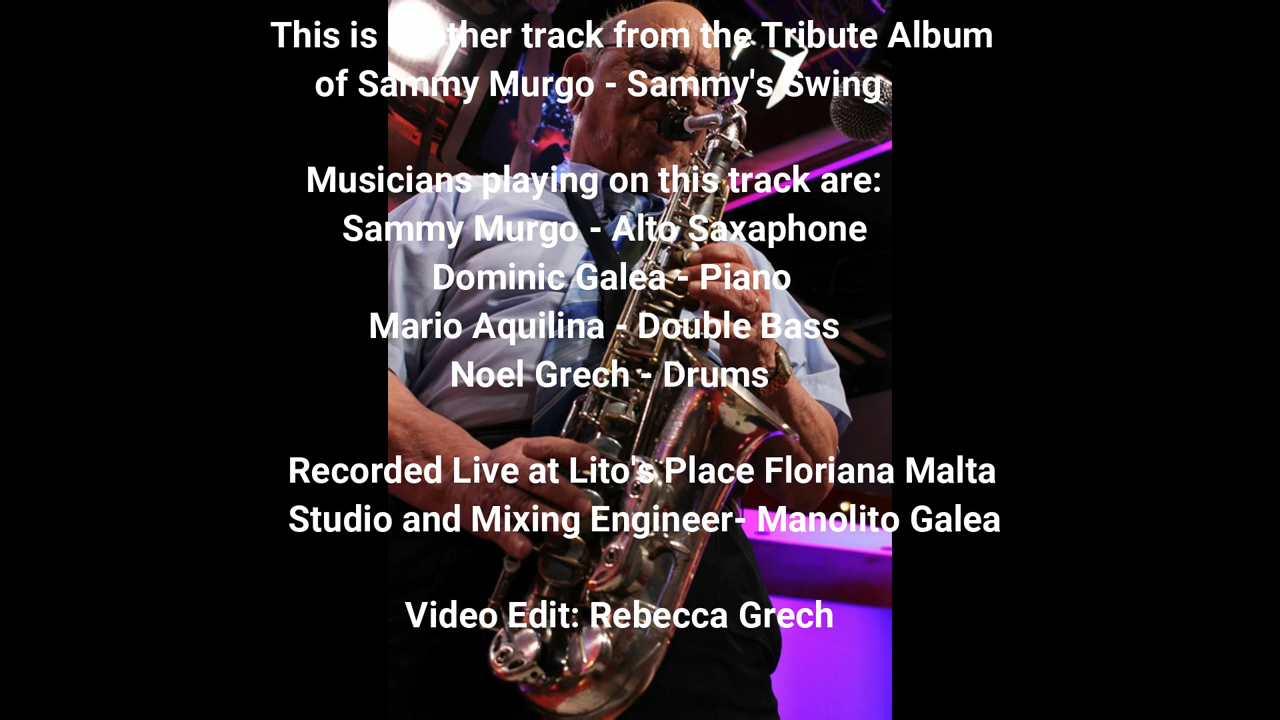 This is another track from the Tribute Album
of Sammy Murgo - Sammy's Swing
Musicians playing on this track are:
Sammy Murgo - Alto Saxaphone
Dominic Galea - Piano
Mario Aquilina - Double Bass
Noel Grech - Drums
Recorded Live at Lito's Place Floriana Malta
Studio and Mixing Engineer- Manolito Galea
Video Edit: Rebecca Grech